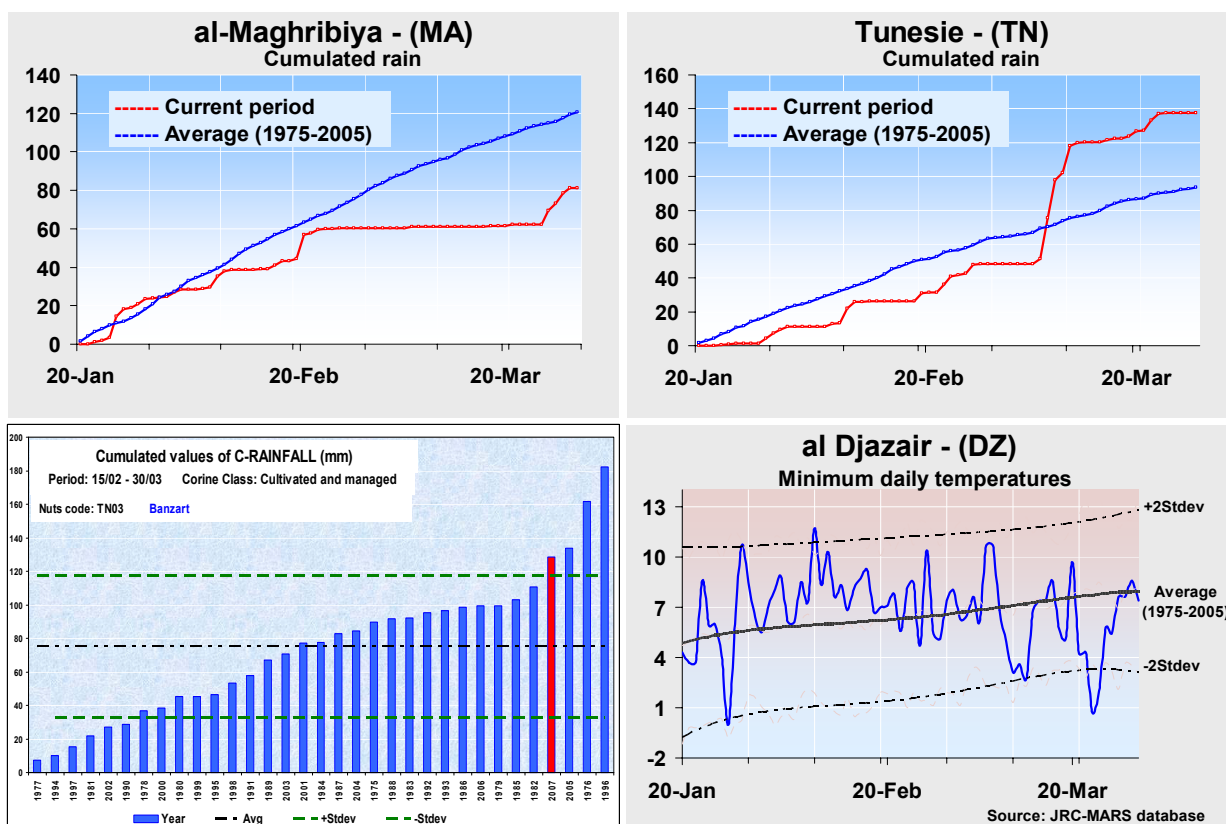 al-Maghribiya - (MA)
Cumulated rain
140
120
100
80
60
40
20
0
Current period
Average (1975-2005)
20-Jan 20-Feb 20-Mar
Tunesie - (TN)
Cumulated rain
160
140
120
100
80
60
40
20
0
Current period
Average (1975-2005)
20-Jan 20-Feb 20-Mar
200
180
160
140
120
100
80
60
40
20
0
Cumulated values of C-RAINFALL (mm)
Period: 15/02 - 30/03 Corine Class: Cultivated and managed
Nuts code: TN03 Banzart
1977 1994 1997 1981 2002 1990 1978 2000 1980 1999 1995 1998 1991 1989 2003 2001 1984 1987 2004 1975 1988 1983 1992 1993 1986 2006 1979 1985 1982 2007 2005 1976 1996
Year Avg +Stdev -Stdev
al Djazair - (DZ)
Minimum daily temperatures
13
10
7
4
1
-2
+2Stdev
Average
(1975-2005)
-2Stdev
20-Jan 20-Feb 20-Mar
Source: JRC-MARS database